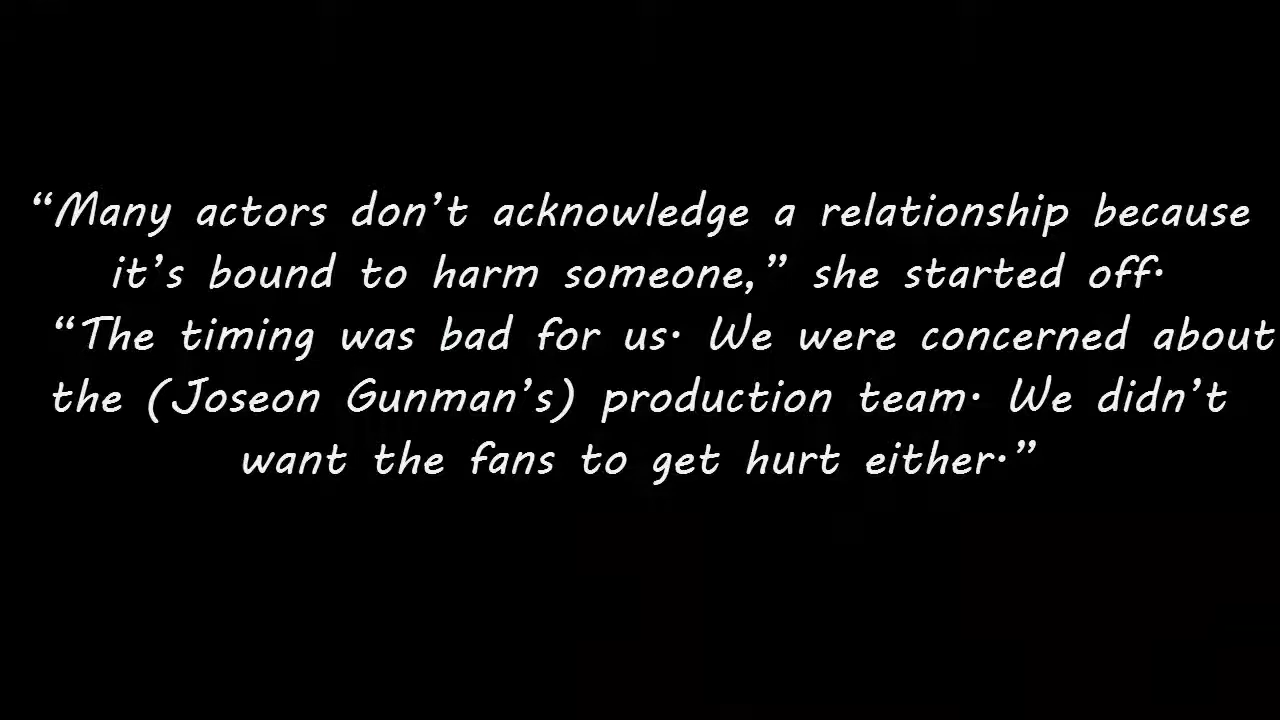 “Many actors don’t acknowledge a relationship because
it’s bound to harm someone,” she started off.
“The timing was bad for us. We were concerned about
the (Joseon Gunman’s) production team. We didn’t
want the fans to get hurt either.”